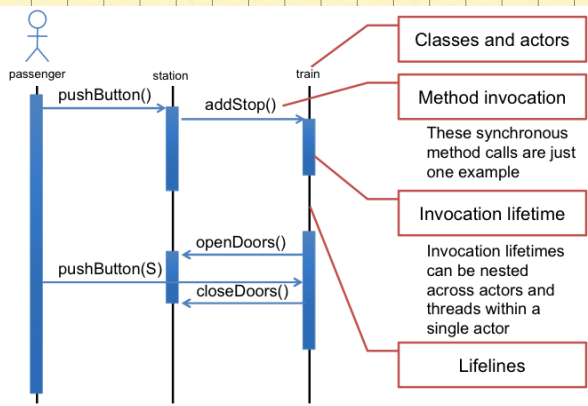 Classes and actors
passenger
station
train
pushButton()
addStop()
Method invocation
These synchronous
method calls are just
one example
Invocation lifetime
openDoors()
pushButton(S)
closeDoors()
Invocation lifetimes
can be nested
across actors and
threads within a
single actor
Lifelines